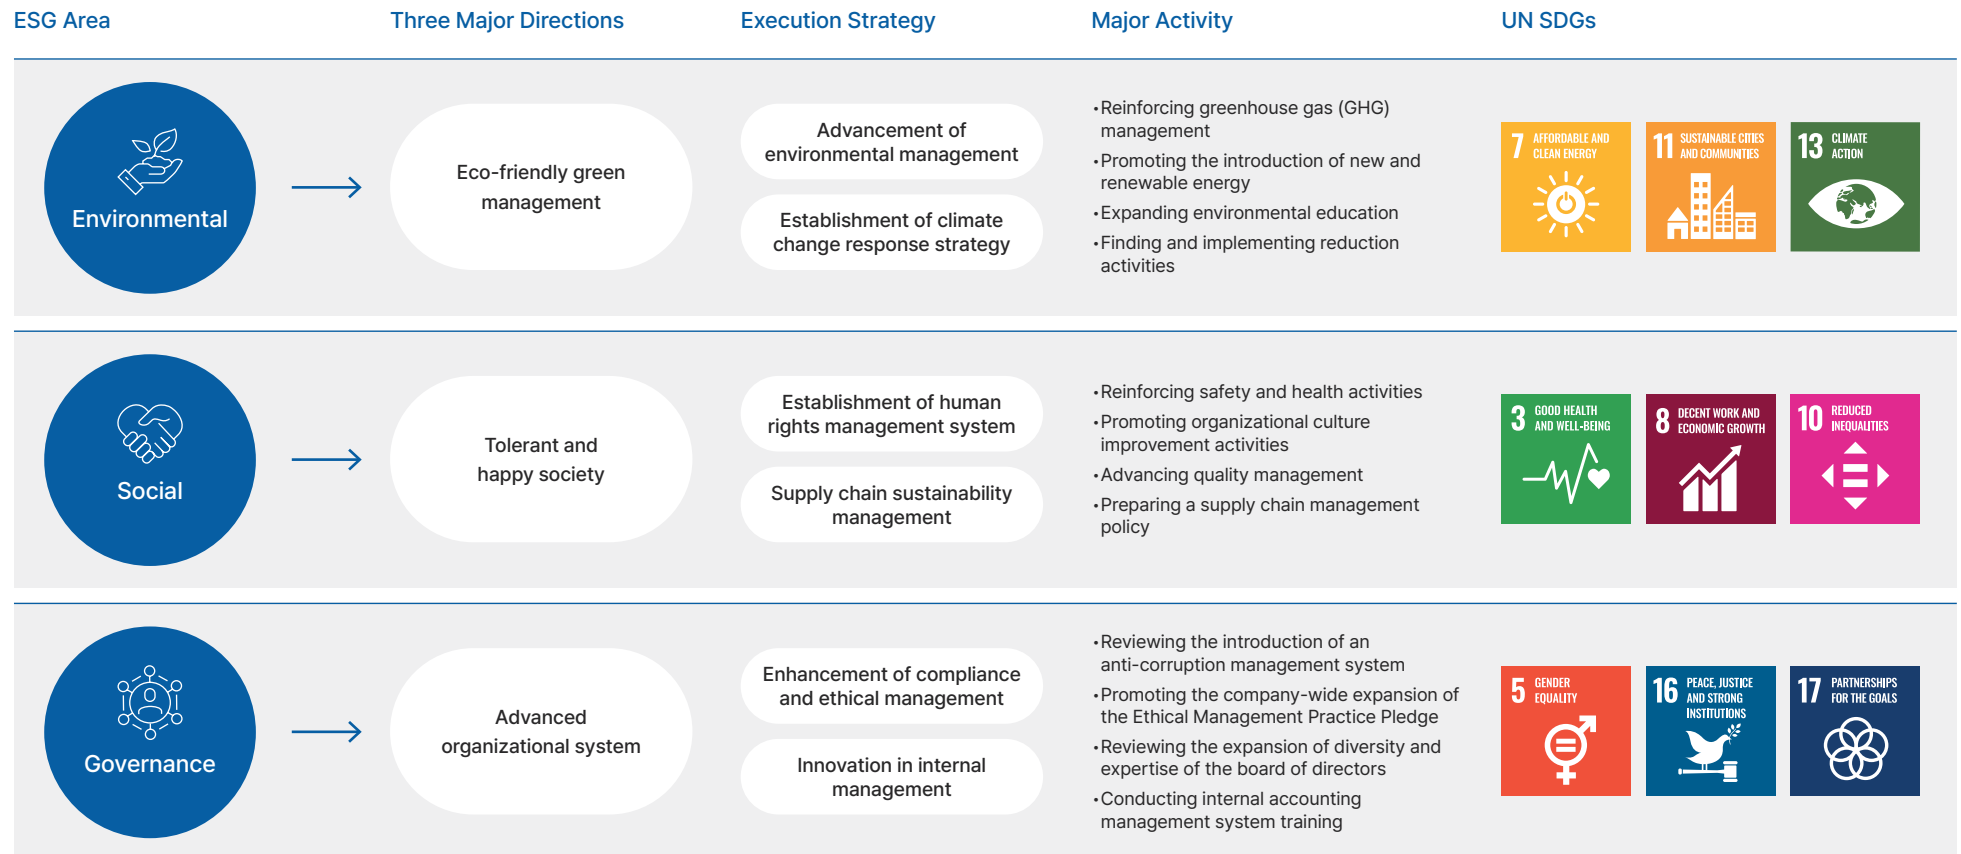 ESG Area
Three Major Directions
Execution Strategy
Major Activity
UN SDGs
Environmental
Eco-friendly green
management
Advancement of
environmental management
Establishment of climate
change response strategy
•Reinforcing greenhouse gas (GHG)
management
•Promoting the introduction of new and
renewable energy
•Expanding environmental education
•Finding and implementing reduction
activities
7 AFFORDABLE AND
CLEAN ENERGY
11 SUSTAINABLE CITIES
AND COMMUNITIES
13 CLIMATE
ACTION
Social
Tolerant and
happy society
Establishment of human
rights management system
Supply chain sustainability
management
•Reinforcing safety and health activities
•Promoting organizational culture
improvement activities
•Advancing quality management
•Preparing a supply chain management
policy
3 GOOD HEALTH
AND WELL-BEING
8 DECENT WORK AND
ECONOMIC GROWTH
10 REDUCED
INEQUALITIES
Governance
Advanced
organizational system
Enhancement of compliance
and ethical management
Innovation in internal
management
•Reviewing the introduction of an
anti-corruption management system
•Promoting the company-wide expansion of
the Ethical Management Practice Pledge
•Reviewing the expansion of diversity and
expertise of the board of directors
•Conducting internal accounting
management system training
5 GENDER
EQUALITY
16 PEACE, JUSTICE
AND STRONG
INSTITUTIONS
17 PARTNERSHIPS
FOR THE GOALS